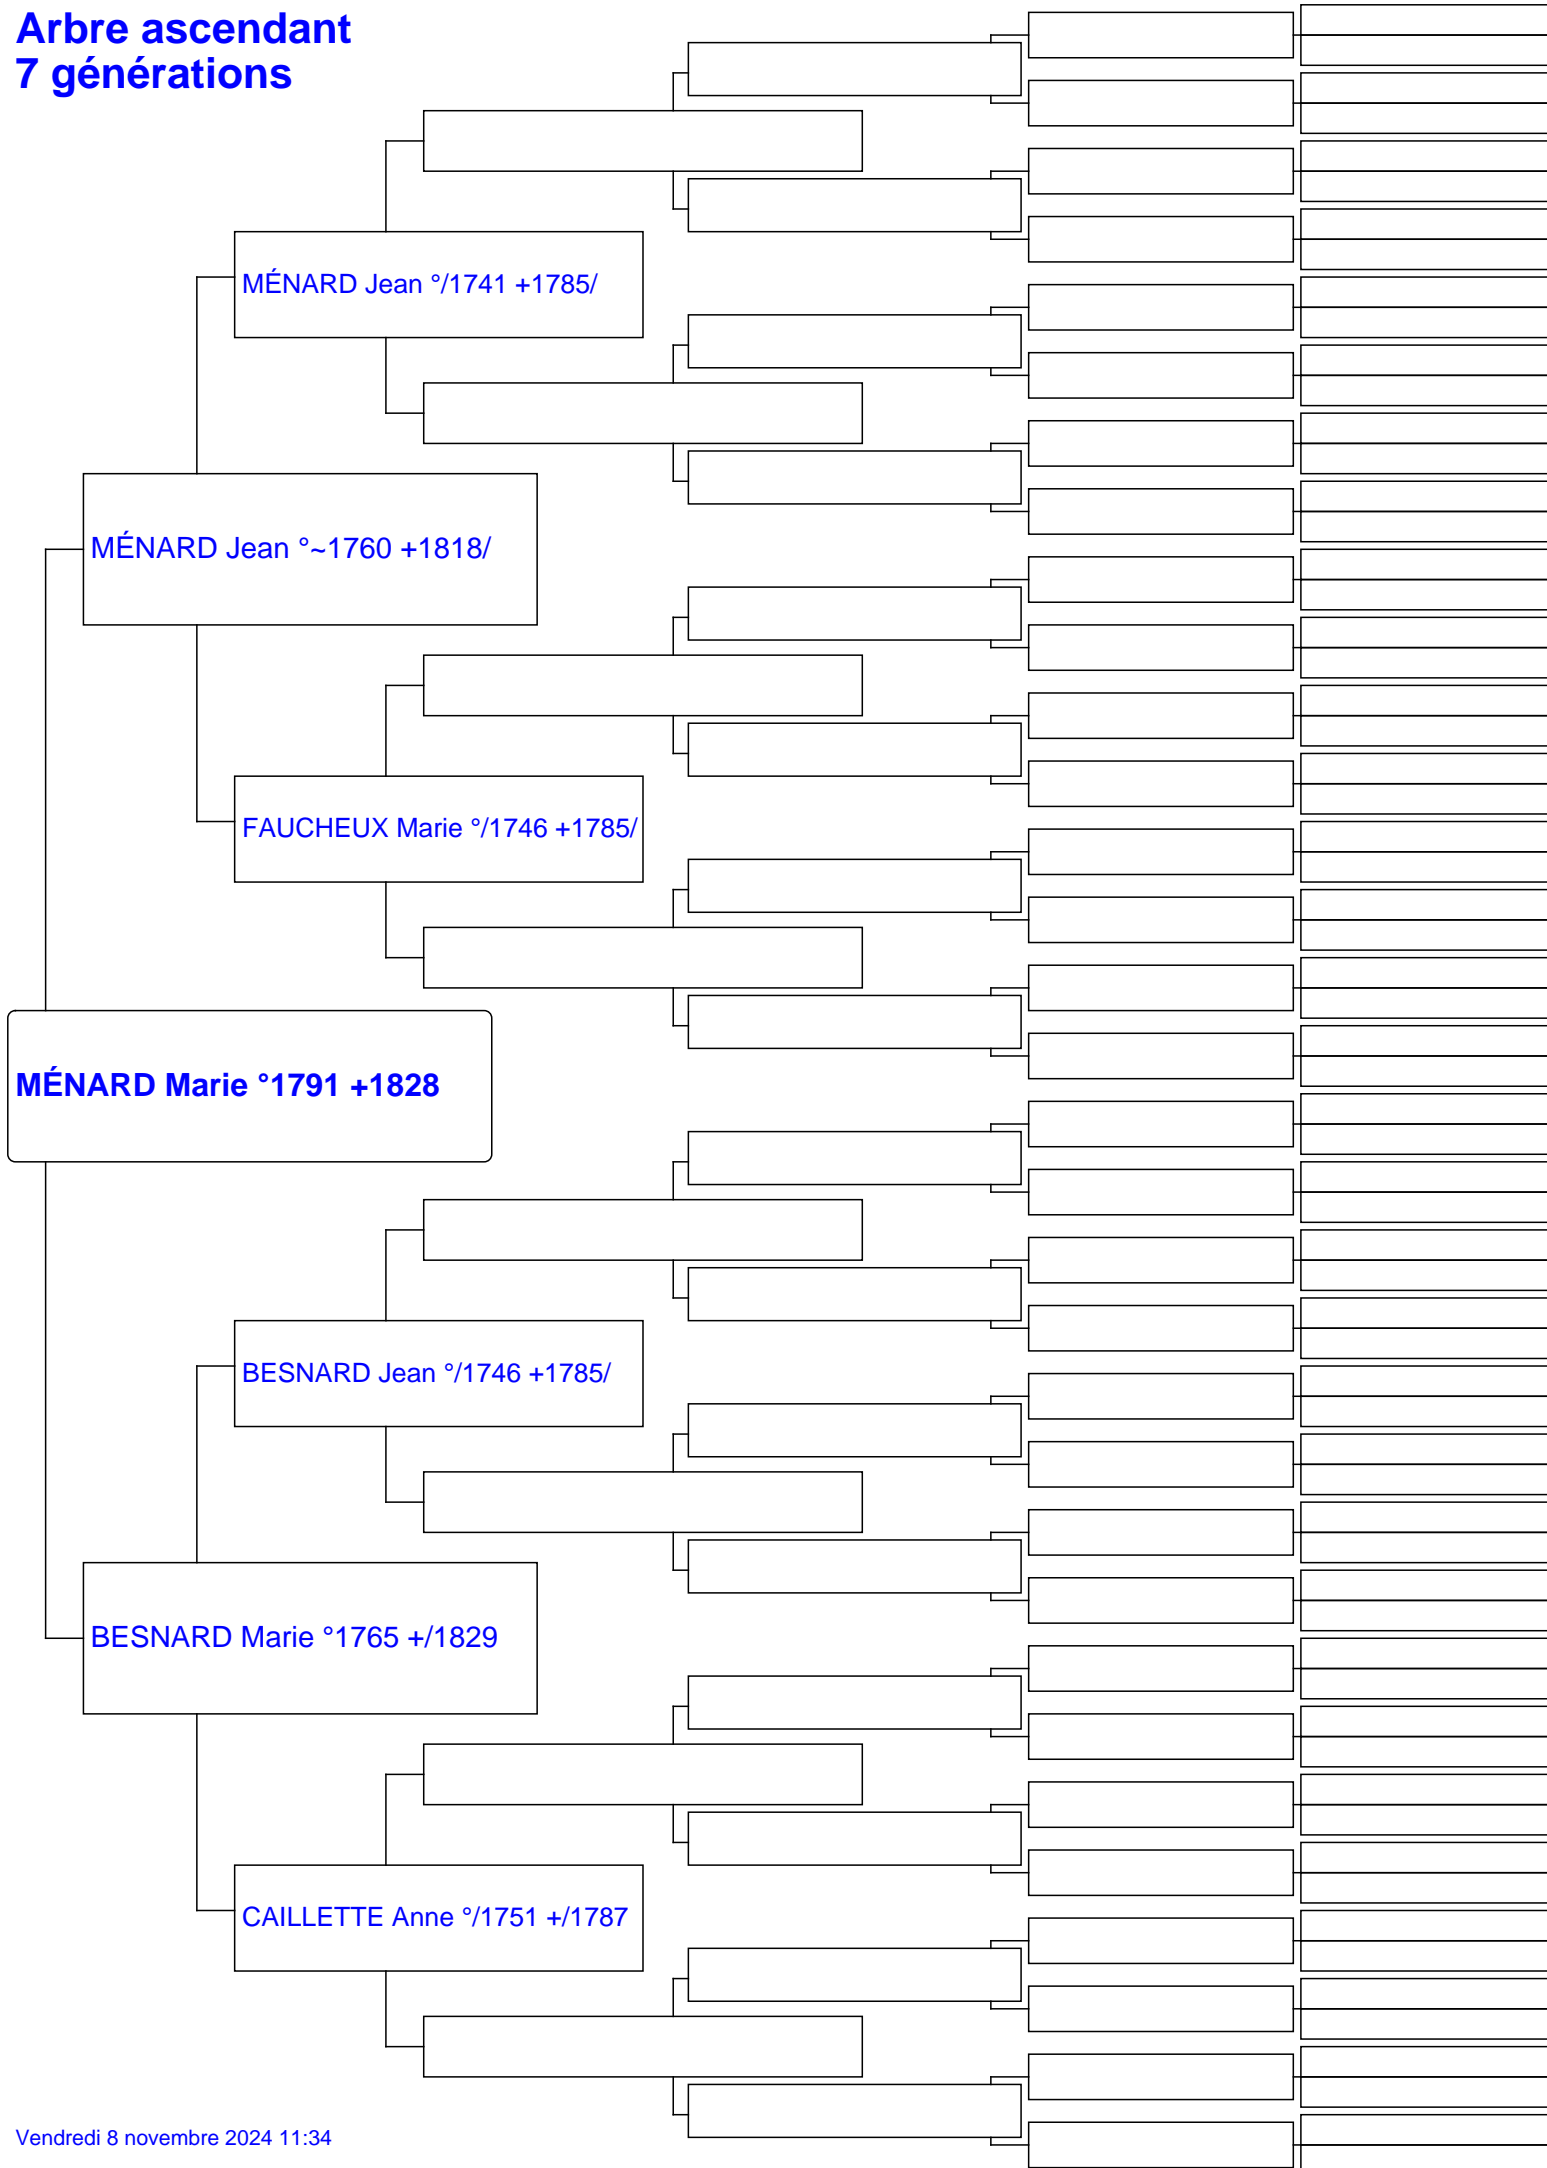 Arbre ascendant
7 générations
MÉNARD Jean °/1741 +1785/
MÉNARD Jean °~1760 +1818/
FAUCHEUX Marie °/1746 +1785/
MÉNARD Marie °1791 +1828
BESNARD Jean °/1746 +1785/
BESNARD Marie °1765 +/1829
CAILLETTE Anne °/1751 +/1787
Vendredi 8 novembre 2024 11:34